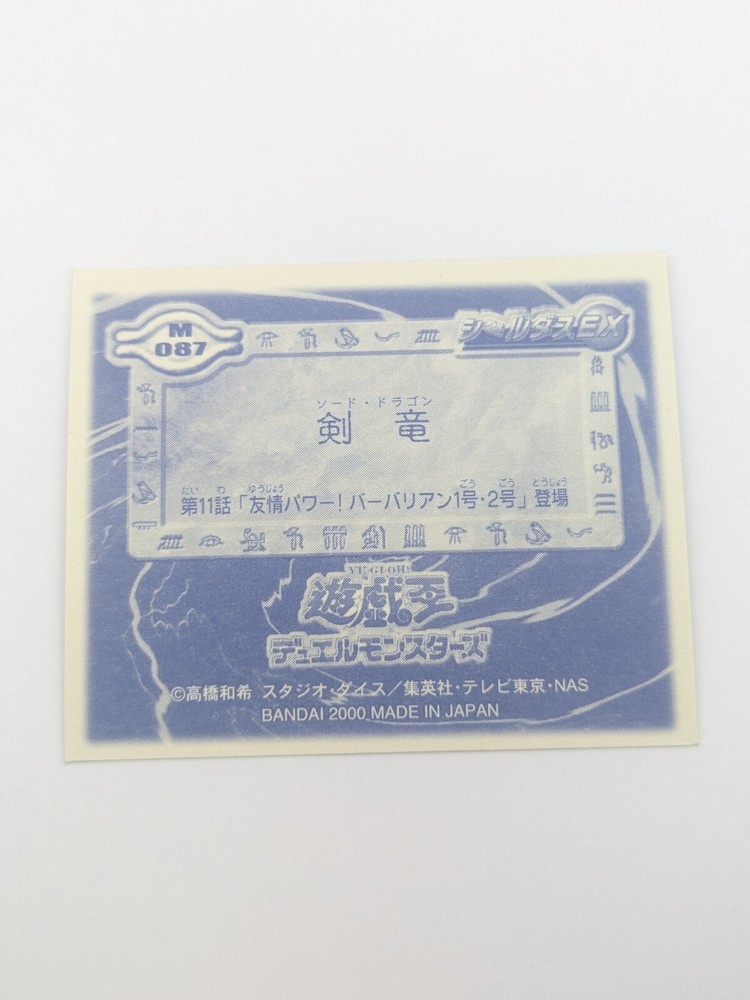 M
087
シールダスEX
ソード・ドラゴン
剣 竜
だい わ ゆうじょう ごう ごう とうじょう
第11話「友情パワー！バーバリアン1号・2号」登場
YU-GI-OH!
遊戯王
デュエルモンスターズ
©高橋和希 スタジオ・ダイス／集英社・テレビ東京・NAS
BANDAI 2000 MADE IN JAPAN